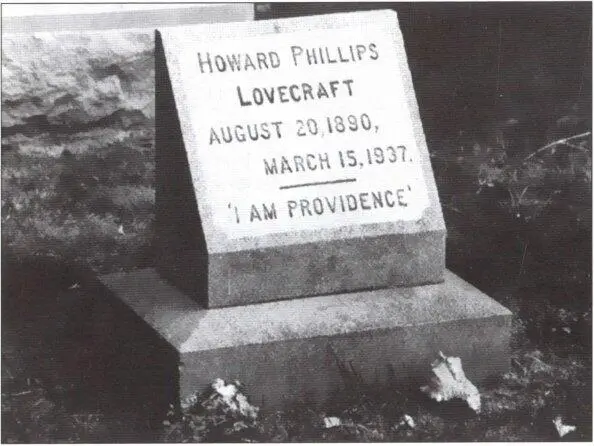 HOWARD PHILLIPS
LOVECRAFT
AUGUST 20, 1890,
MARCH 15, 1937.
'I AM PROVIDENCE'